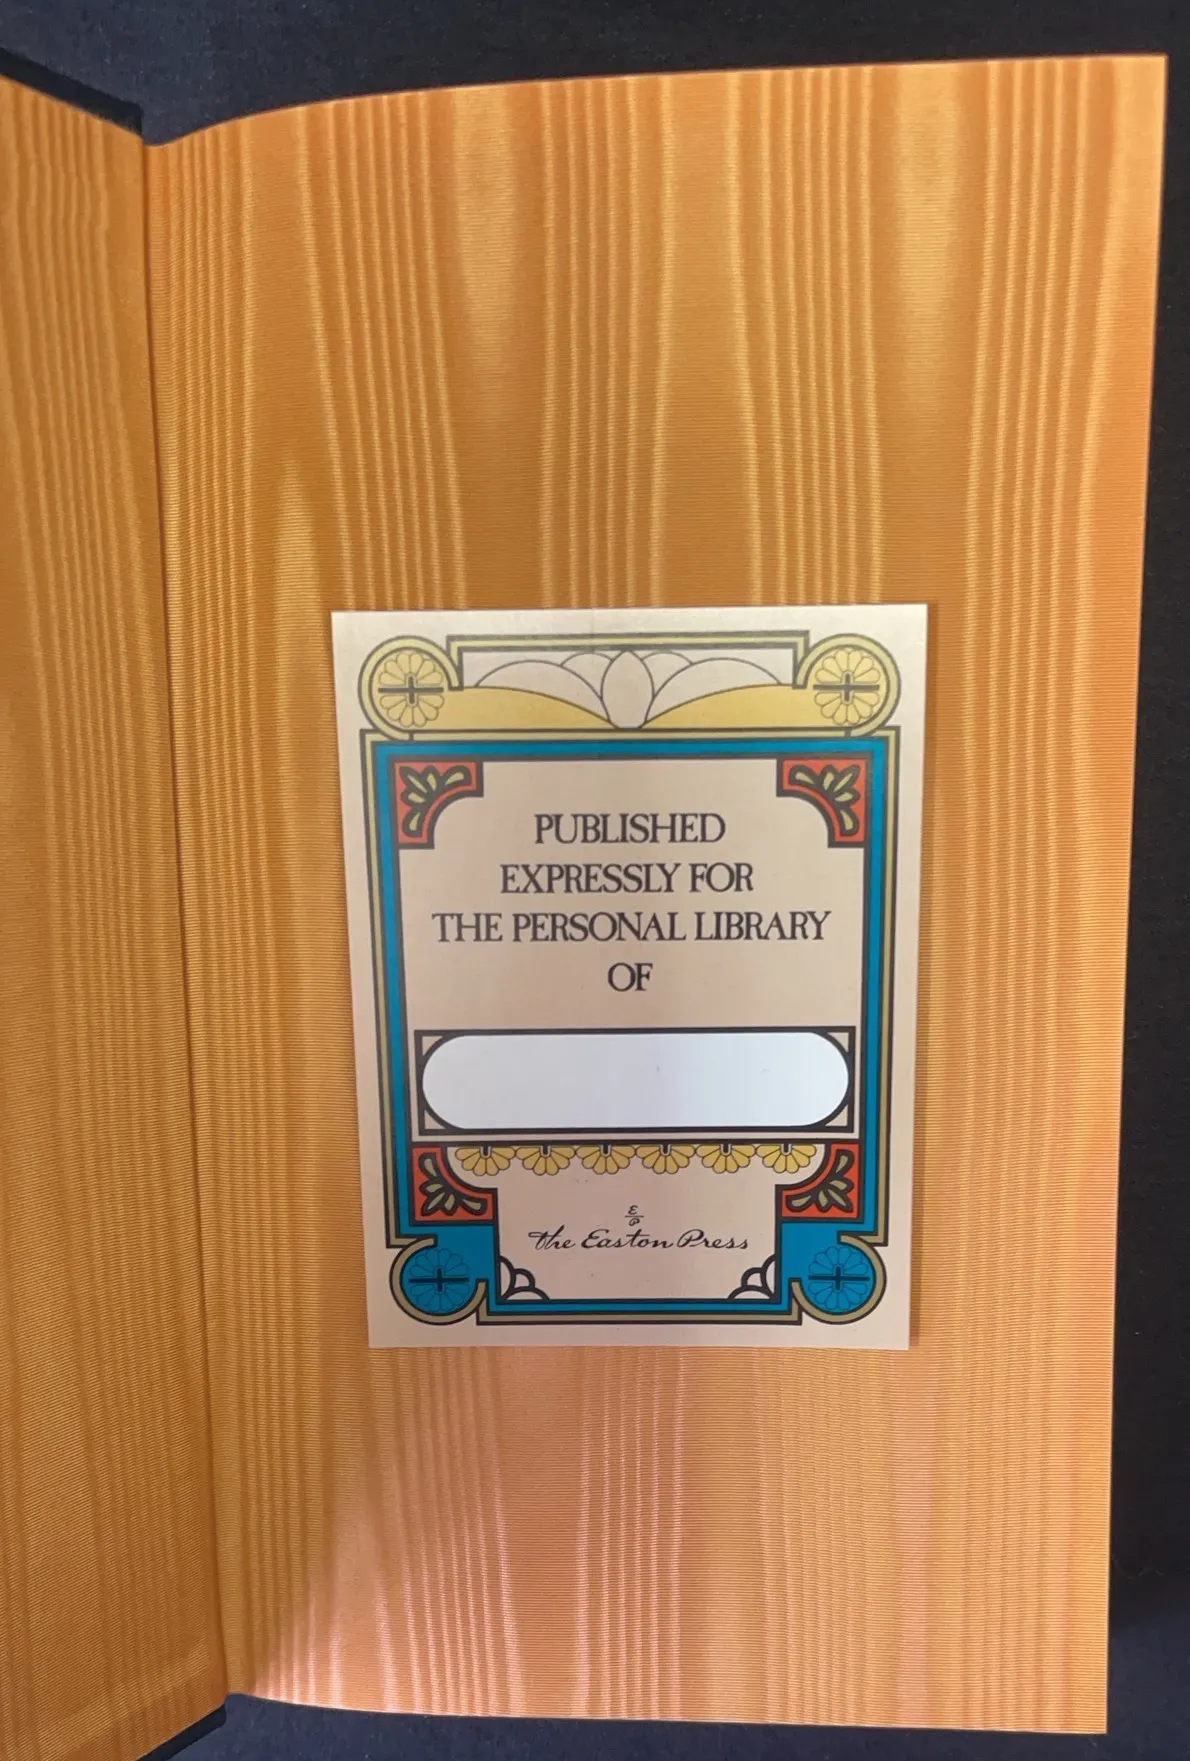 PUBLISHED
EXPRESSLY FOR
THE PERSONAL LIBRARY
OF
E
P
the Easton Press